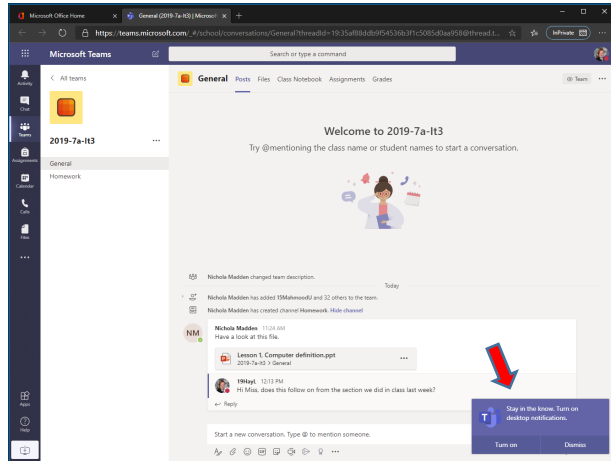 Microsoft Office Home
General (2019-7a-It3) | Microsoft
https://teams.microsoft.com/_#/school/conversations/General?threadId=19:35af88ddb9f54536b3f1c5085d0aa958@thread.t...
InPrivate
Microsoft Teams
Search or type a command
Activity
Chat
Teams
Assignments
Calendar
Calls
Files
Apps
Help
All teams
2019-7a-It3
General
Homework
General Posts Files Class Notebook Assignments Grades
Team
Welcome to 2019-7a-It3
Try @mentioning the class name or student names to start a conversation.
Nichola Madden changed team description.
Today
Nichola Madden has added 15MahmoodU and 32 others to the team.
Nichola Madden has created channel Homework. Hide channel
NM
Nichola Madden 11:24 AM
Have a look at this file.
Lesson 1. Computer definition.ppt
2019-7a-It3 > General
19HayL 12:13 PM
Hi Miss, does this follow on from the section we did in class last week?
Reply
Start a new conversation. Type @ to mention someone.
GIF
Stay in the know. Turn on
desktop notifications.
Turn on Dismiss